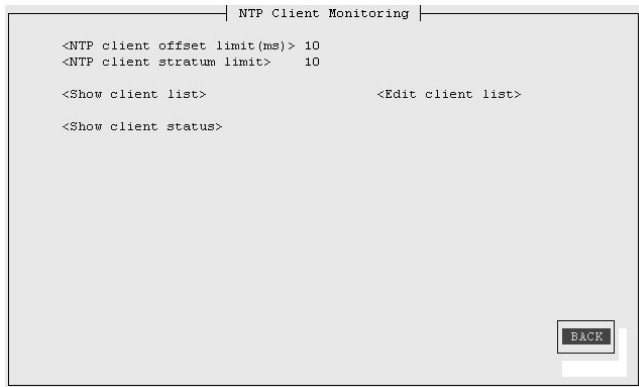 NTP Client Monitoring
<NTP client offset limit(ms)> 10
<NTP client stratum limit> 10
<Show client list> <Edit client list>
<Show client status>
BACK